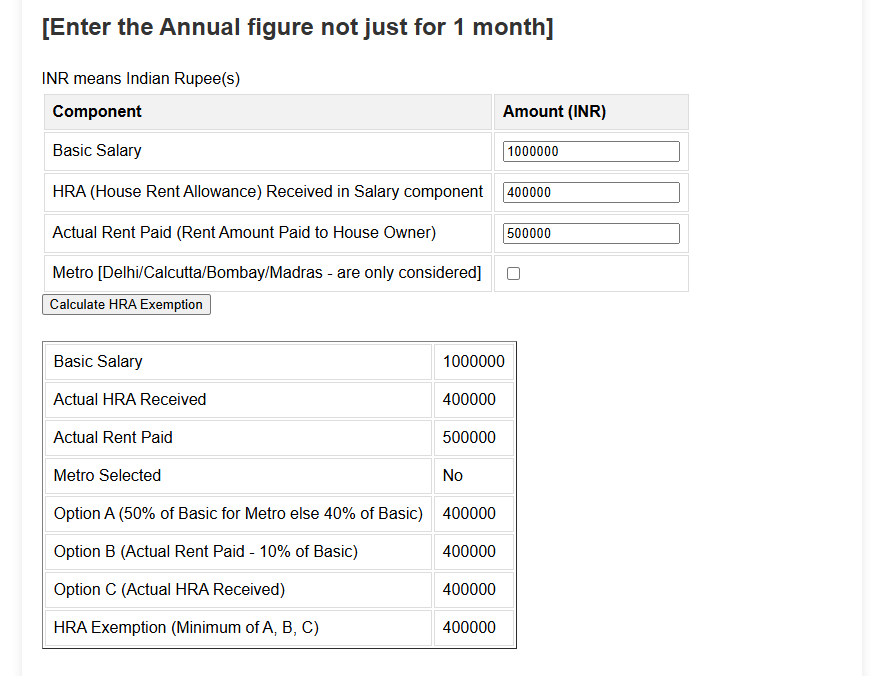 [Enter the Annual figure not just for 1 month]
INR means Indian Rupee(s)
Component Amount (INR)
Basic Salary 1000000
HRA (House Rent Allowance) Received in Salary component 400000
Actual Rent Paid (Rent Amount Paid to House Owner) 500000
Metro [Delhi/Calcutta/Bombay/Madras - are only considered]
Calculate HRA Exemption
Basic Salary 1000000
Actual HRA Received 400000
Actual Rent Paid 500000
Metro Selected No
Option A (50% of Basic for Metro else 40% of Basic) 400000
Option B (Actual Rent Paid - 10% of Basic) 400000
Option C (Actual HRA Received) 400000
HRA Exemption (Minimum of A, B, C) 400000